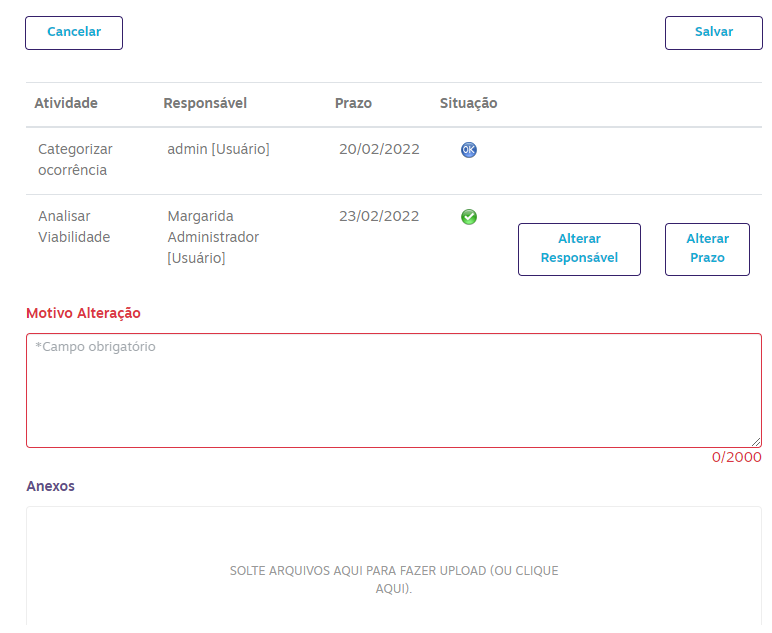 Cancelar
Salvar
Atividade Responsável Prazo Situação
Categorizar
ocorrência
admin [Usuário]
20/02/2022
OK
Analisar
Viabilidade
Margarida
Administrador
[Usuário]
23/02/2022
Alterar
Responsável
Alterar
Prazo
Motivo Alteração
*Campo obrigatório
0/2000
Anexos
SOLTE ARQUIVOS AQUI PARA FAZER UPLOAD (OU CLIQUE
AQUI).